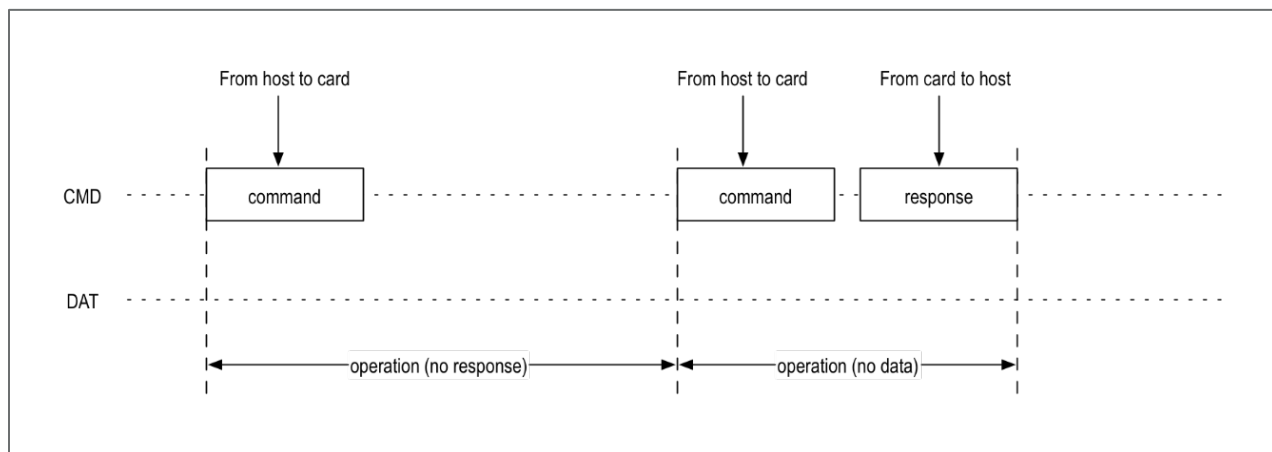 From host to card
From host to card
From card to host
CMD
command
command
response
DAT
operation (no response)
operation (no data)